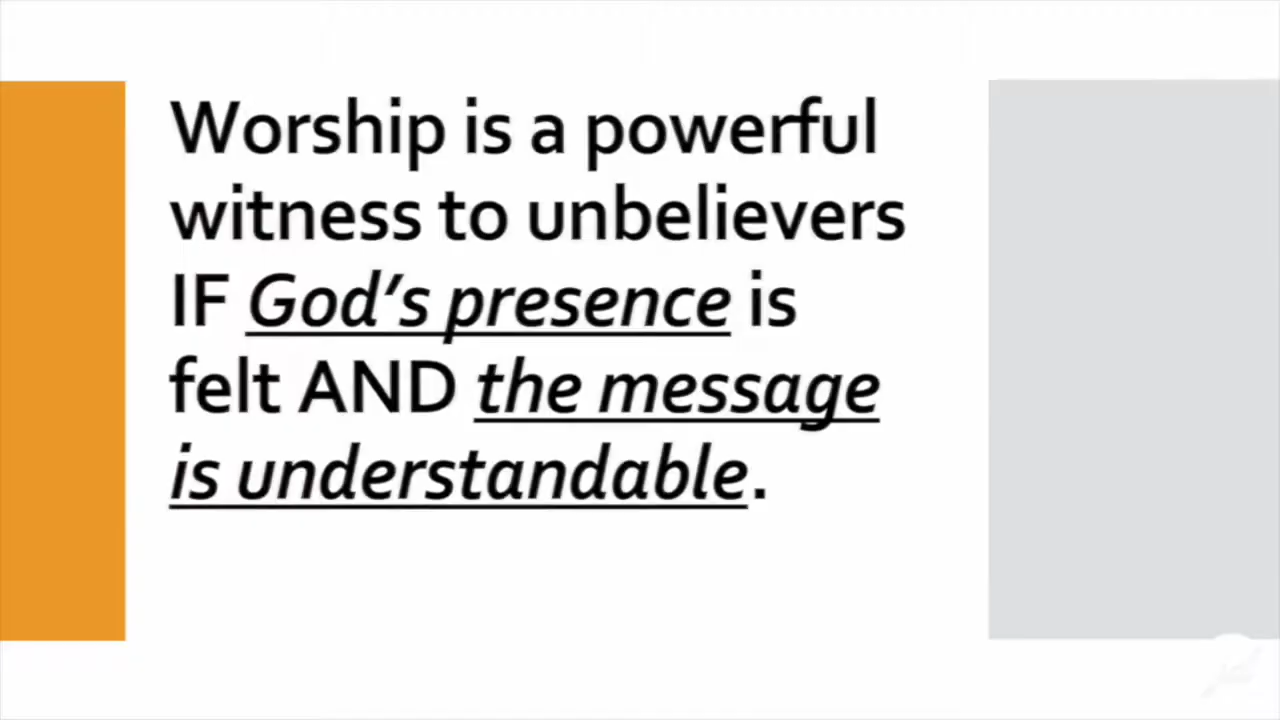 Worship is a powerful
witness to unbelievers
IF God’s presence is
felt AND the message
is understandable.